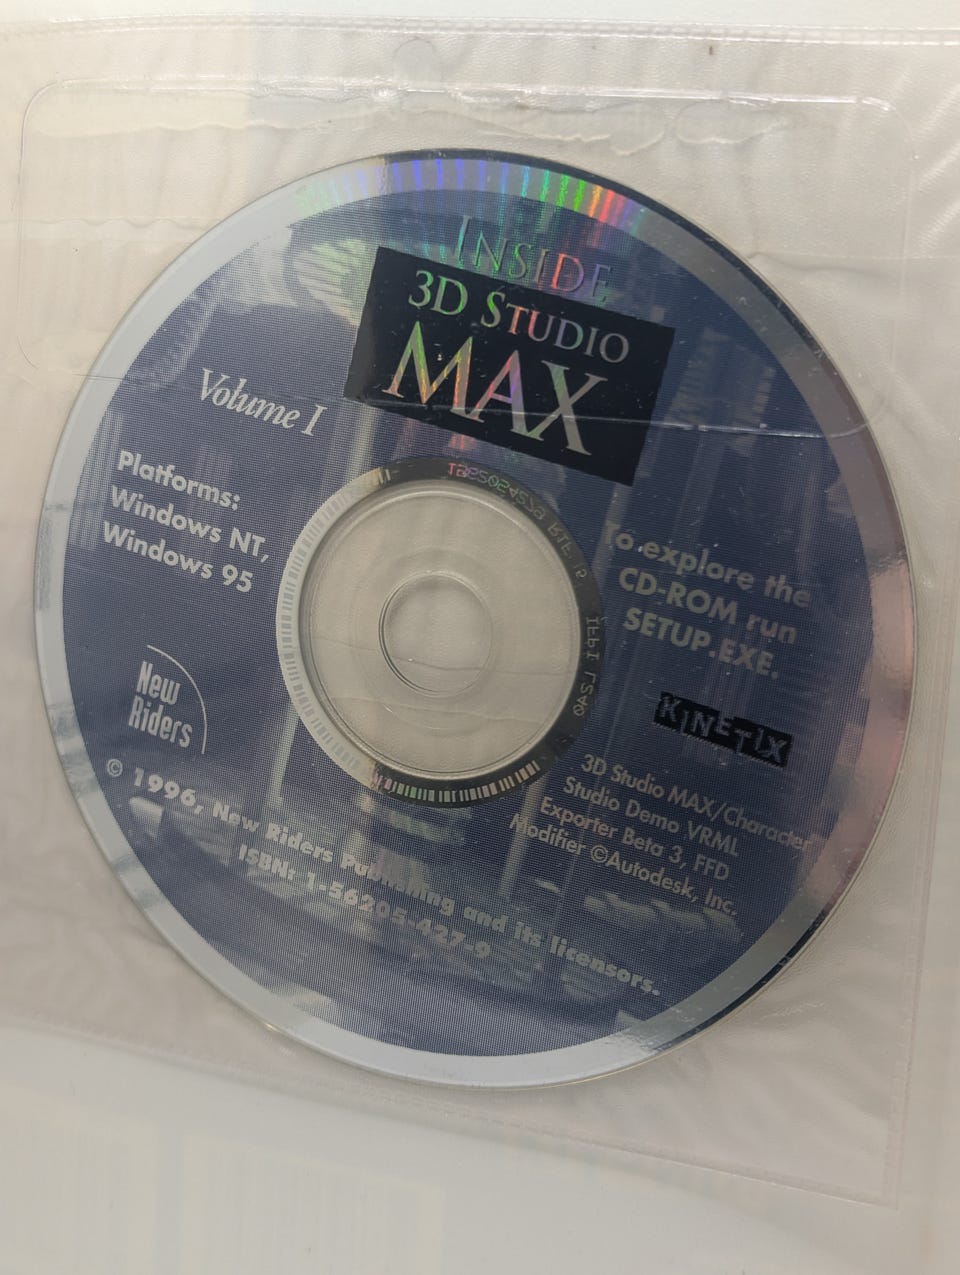 INSIDE
3D STUDIO
MAX
Volume I
Platforms:
Windows NT,
Windows 95
To explore the
CD-ROM run
SETUP.EXE.
New
Riders
KINETIX
3D Studio MAX/Character
Studio Demo VRML
Exporter Beta 3, FFD
Modifier ©Autodesk, Inc.
© 1996, New Riders Publishing and its licensors.
ISBN: 1-56205-427-9